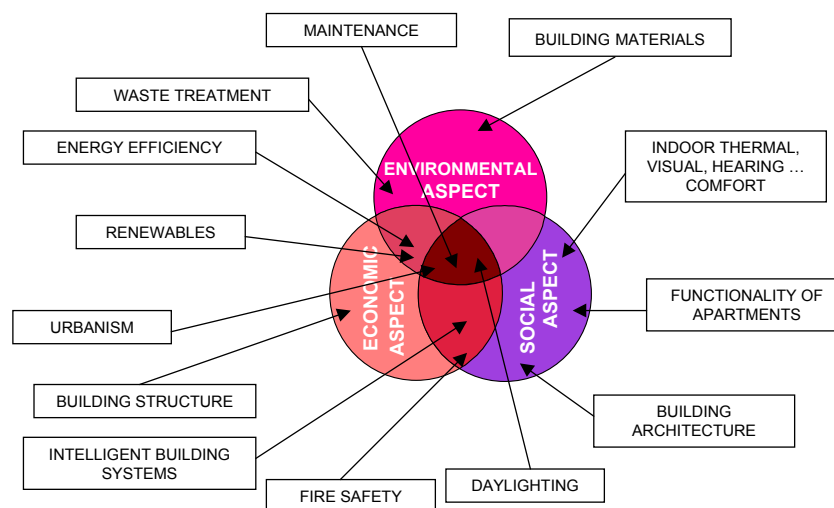 MAINTENANCE
BUILDING MATERIALS
WASTE TREATMENT
ENERGY EFFICIENCY
ENVIRONMENTAL
ASPECT
INDOOR THERMAL,
VISUAL, HEARING ...
COMFORT
RENEWABLES
ECONOMIC
ASPECT
SOCIAL
ASPECT
FUNCTIONALITY OF
APARTMENTS
URBANISM
BUILDING STRUCTURE
BUILDING
ARCHITECTURE
INTELLIGENT BUILDING
SYSTEMS
FIRE SAFETY
DAYLIGHTING